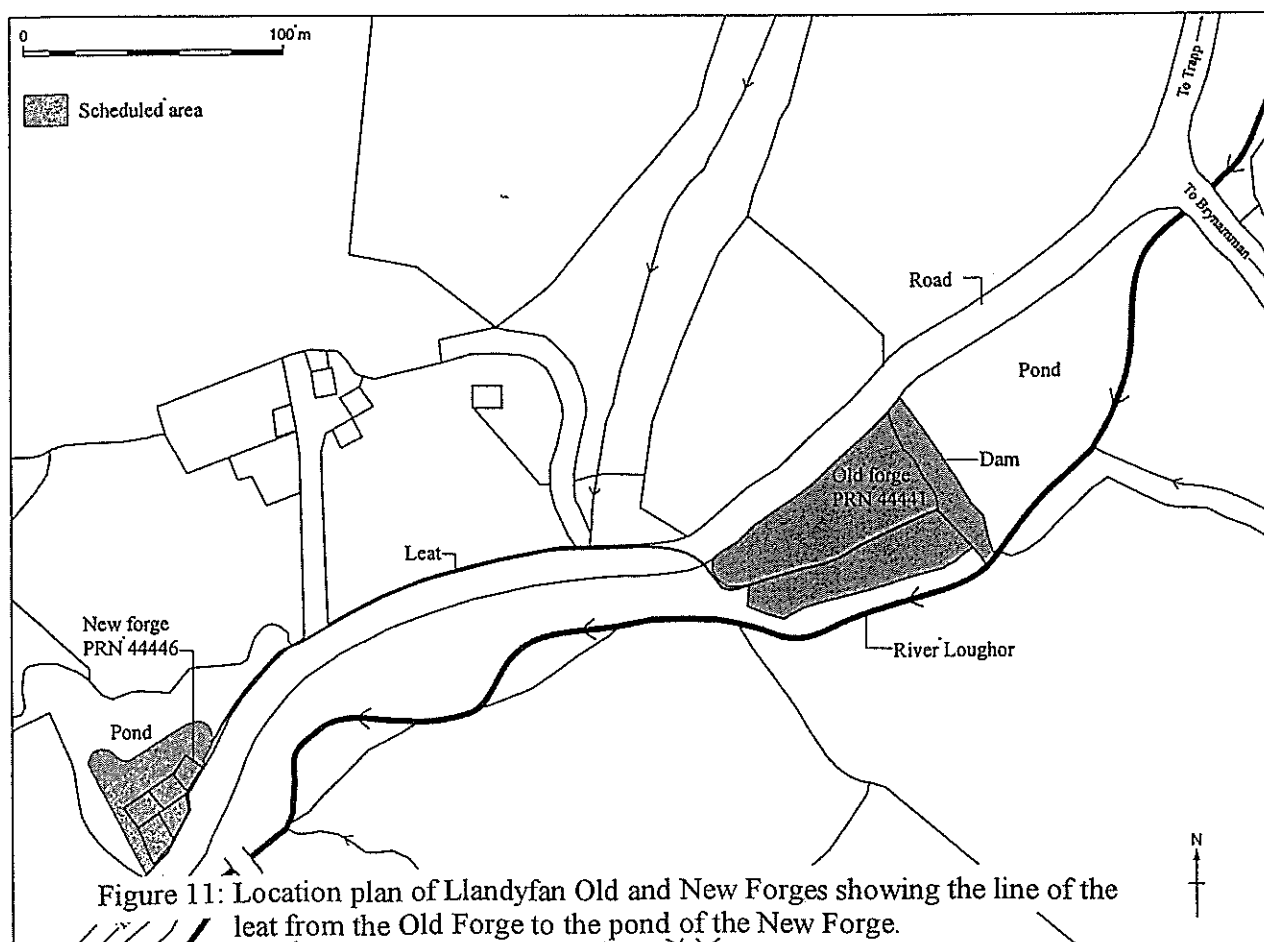 0 100 m
Scheduled area
To Trapp
To Brynamman
Road
Pond
Dam
Old forge
PRN 44441
Leat
New forge
PRN 44446
River Loughor
Pond
N
Figure 11: Location plan of Llandyfan Old and New Forges showing the line of the
leat from the Old Forge to the pond of the New Forge.